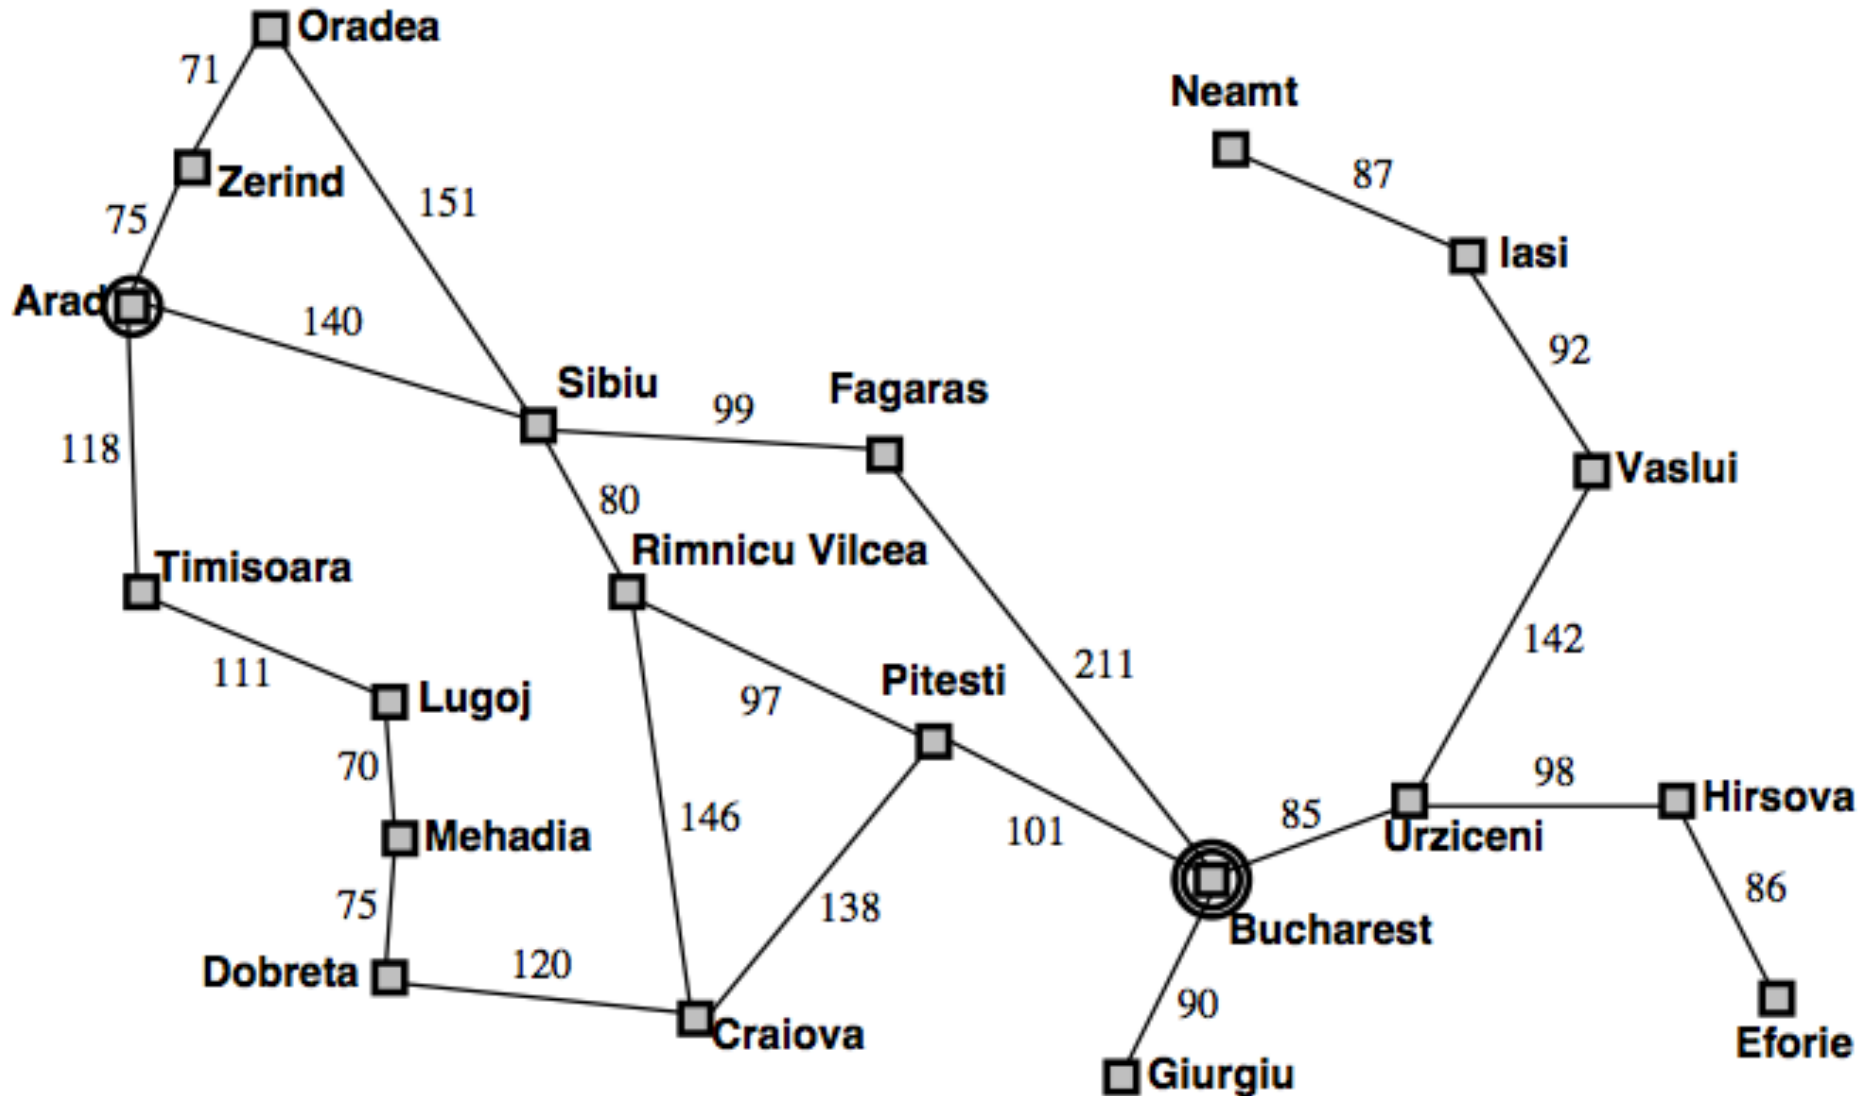 Oradea
71
Neamt
87
Zerind
151
75
Iasi
Arad
140
92
Sibiu
Fagaras
99
118
Vaslui
80
Rimnicu Vilcea
Timisoara
142
211
111
Lugoj
97
Pitesti
70
98
Hirsova
146
101
85
Urziceni
Mehadia
86
75
138
Bucharest
Dobreta
120
90
Craiova
Eforie
Giurgiu